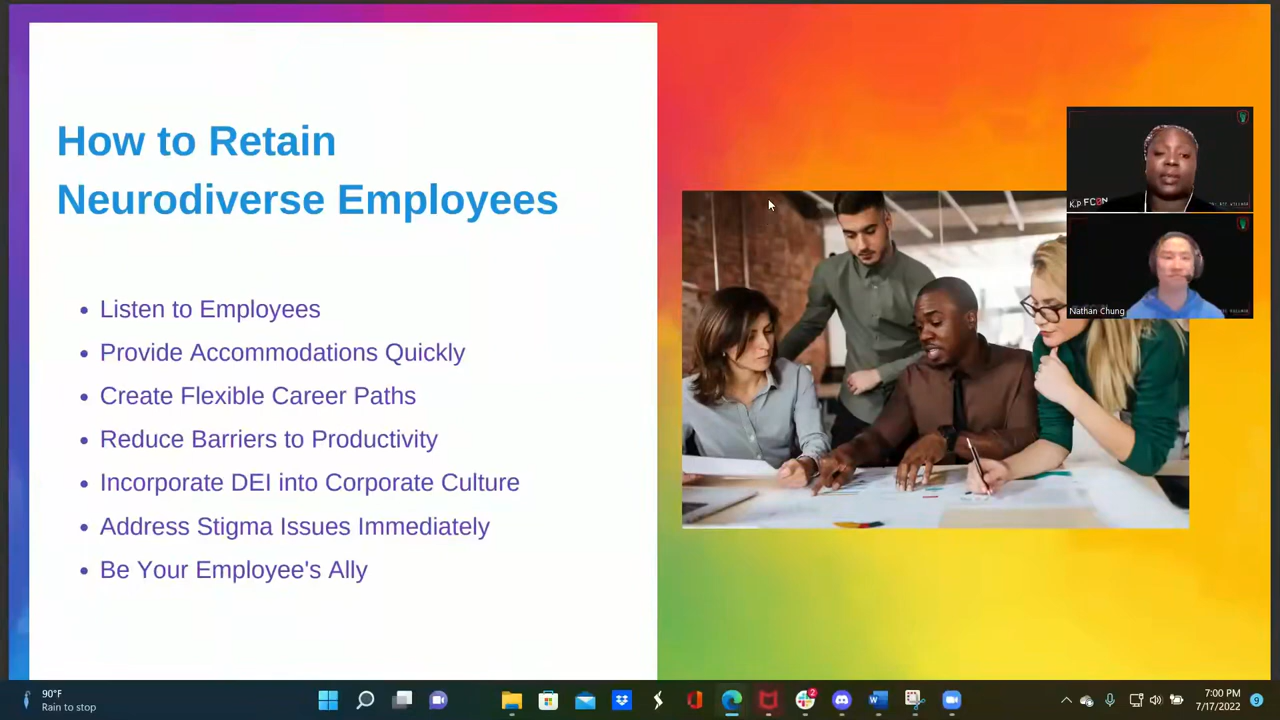 How to Retain
Neurodiverse Employees
• Listen to Employees
• Provide Accommodations Quickly
• Create Flexible Career Paths
• Reduce Barriers to Productivity
• Incorporate DEI into Corporate Culture
• Address Stigma Issues Immediately
• Be Your Employee's Ally
K.P
Nathan Chung
90°F
Rain to stop
2
7:00 PM
7/17/2022
9